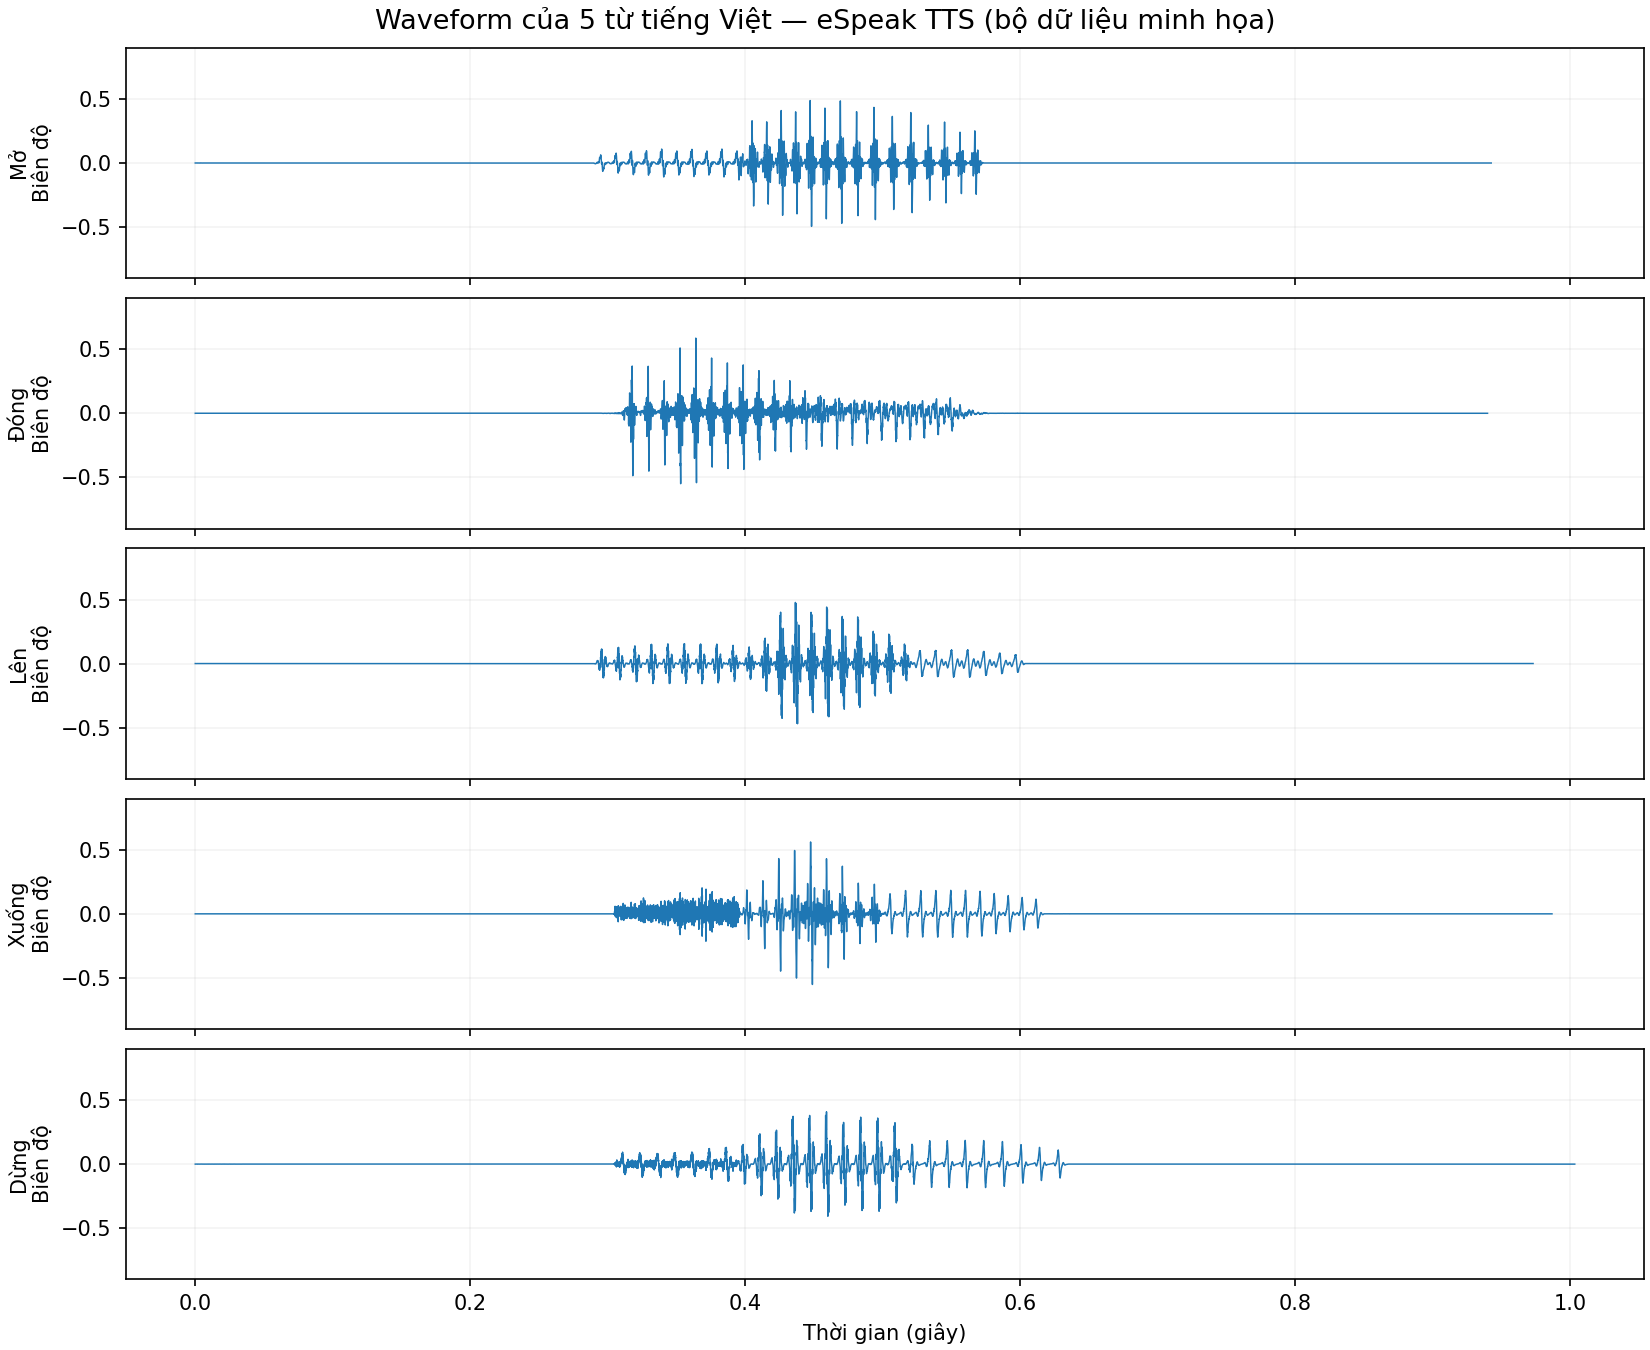 Waveform của 5 từ tiếng Việt — eSpeak TTS (bộ dữ liệu minh họa)
Mở
Biên độ
0.5
0.0
−0.5
Đóng
Biên độ
0.5
0.0
−0.5
Lên
Biên độ
0.5
0.0
−0.5
Xuống
Biên độ
0.5
0.0
−0.5
Dừng
Biên độ
0.5
0.0
−0.5
0.0 0.2 0.4 0.6 0.8 1.0
Thời gian (giây)